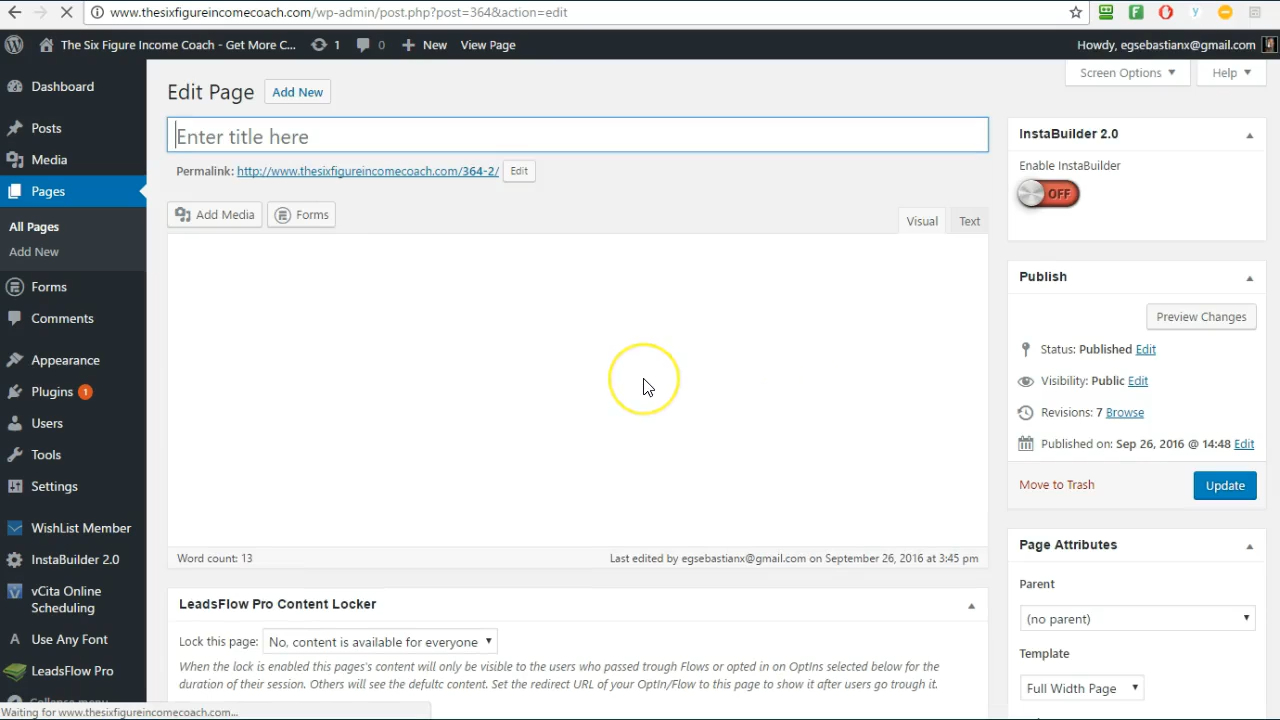 www.thesixfigureincomecoach.com/wp-admin/post.php?post=364&action=edit
The Six Figure Income Coach - Get More C... 1 0 New View Page Howdy, egsebastianx@gmail.com
Screen Options Help
Dashboard
Posts
Media
Pages
All Pages
Add New
Forms
Comments
Appearance
Plugins 1
Users
Tools
Settings
WishList Member
InstaBuilder 2.0
vCita Online
Scheduling
Use Any Font
LeadsFlow Pro
Collapse menu
Edit Page Add New
Enter title here
Permalink: http://www.thesixfigureincomecoach.com/364-2/ Edit
Add Media Forms Visual Text
Word count: 13 Last edited by egsebastianx@gmail.com on September 26, 2016 at 3:45 pm
LeadsFlow Pro Content Locker
Lock this page: No, content is available for everyone
When the lock is enabled this pages's content will only be visible to the users who passed trough Flows or opted in on OptIns selected below for the
duration of their session. Others will see the defultc content. Set the redirect URL of your OptIn/Flow to this page to show it after users go trough it.
InstaBuilder 2.0
Enable InstaBuilder
OFF
Publish
Preview Changes
Status: Published Edit
Visibility: Public Edit
Revisions: 7 Browse
Published on: Sep 26, 2016 @ 14:48 Edit
Move to Trash Update
Page Attributes
Parent
(no parent)
Template
Full Width Page
Waiting for www.thesixfigureincomecoach.com...